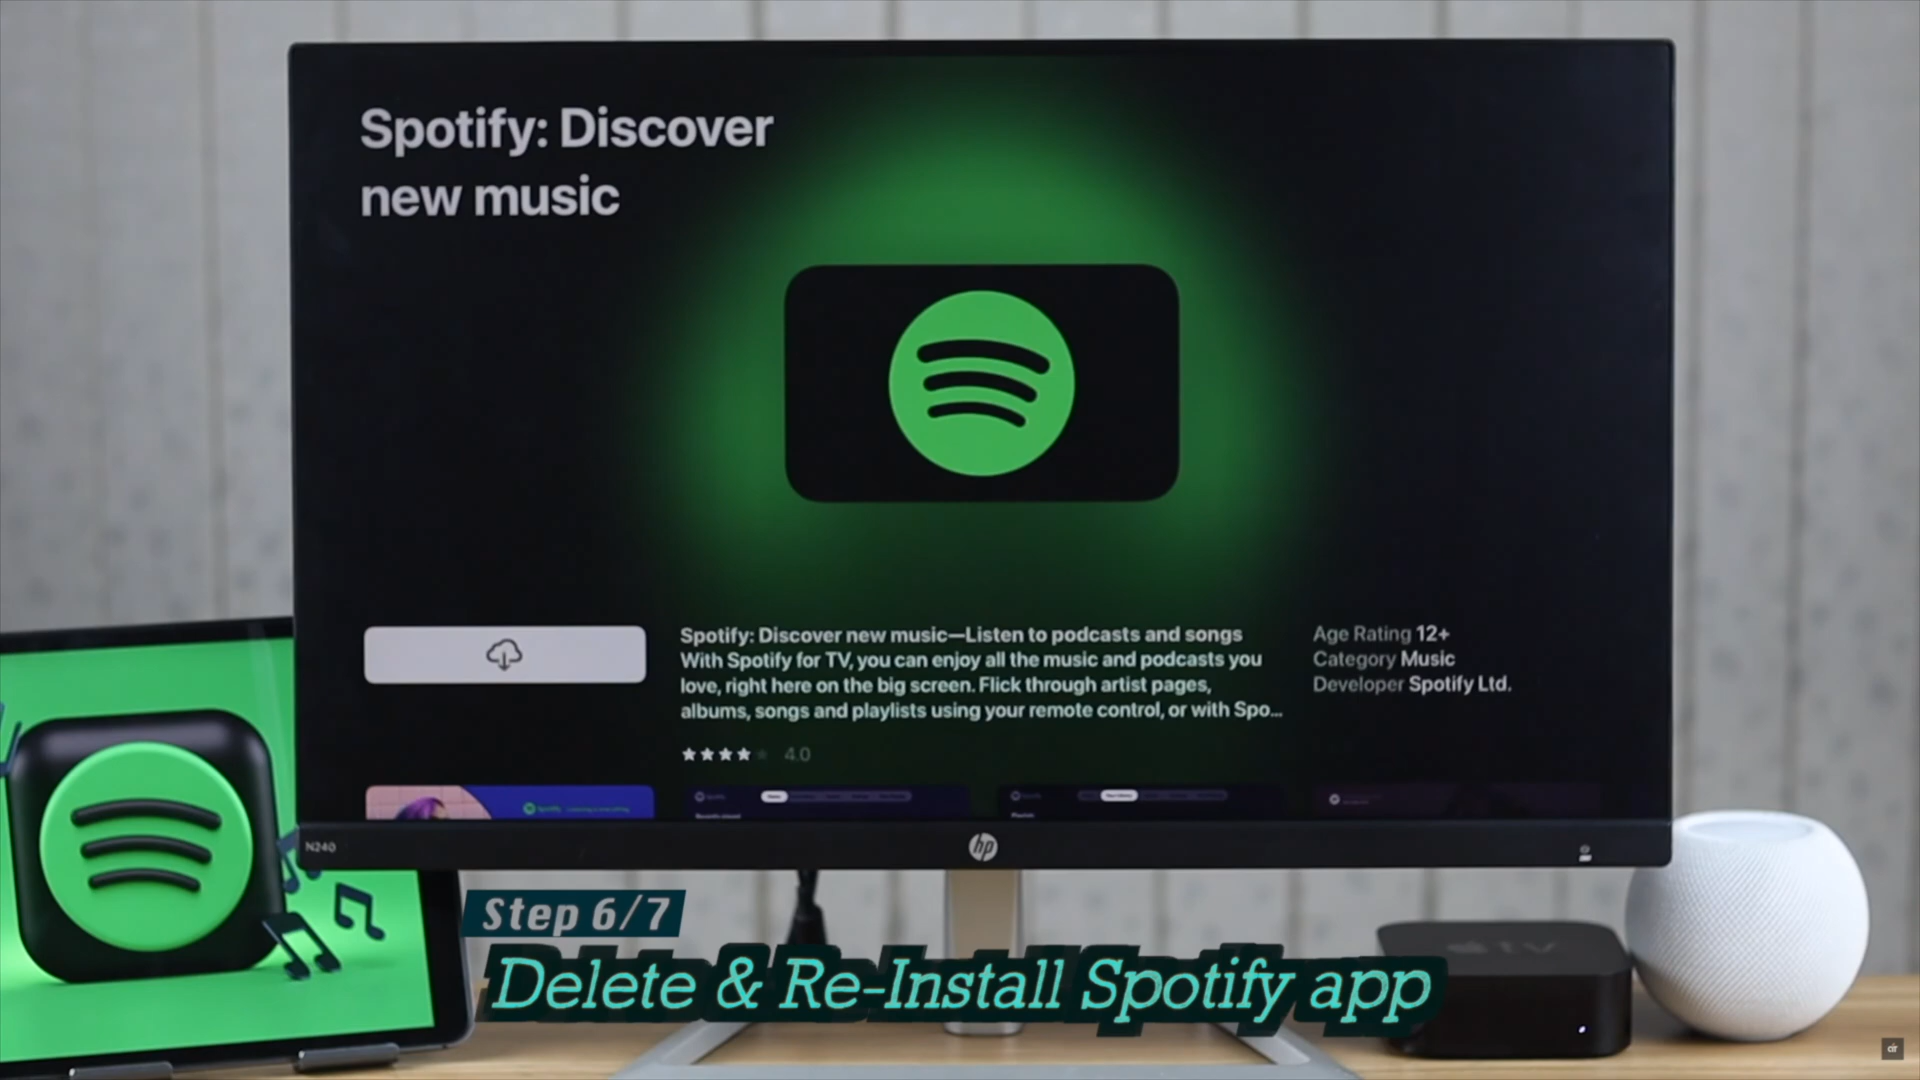 Spotify: Discover
new music
Spotify: Discover new music—Listen to podcasts and songs
With Spotify for TV, you can enjoy all the music and podcasts you
love, right here on the big screen. Flick through artist pages,
albums, songs and playlists using your remote control, or with Spo...
Age Rating 12+
Category Music
Developer Spotify Ltd.
4.0
N240
hp
Step 6/7
Delete & Re-Install Spotify app
tv